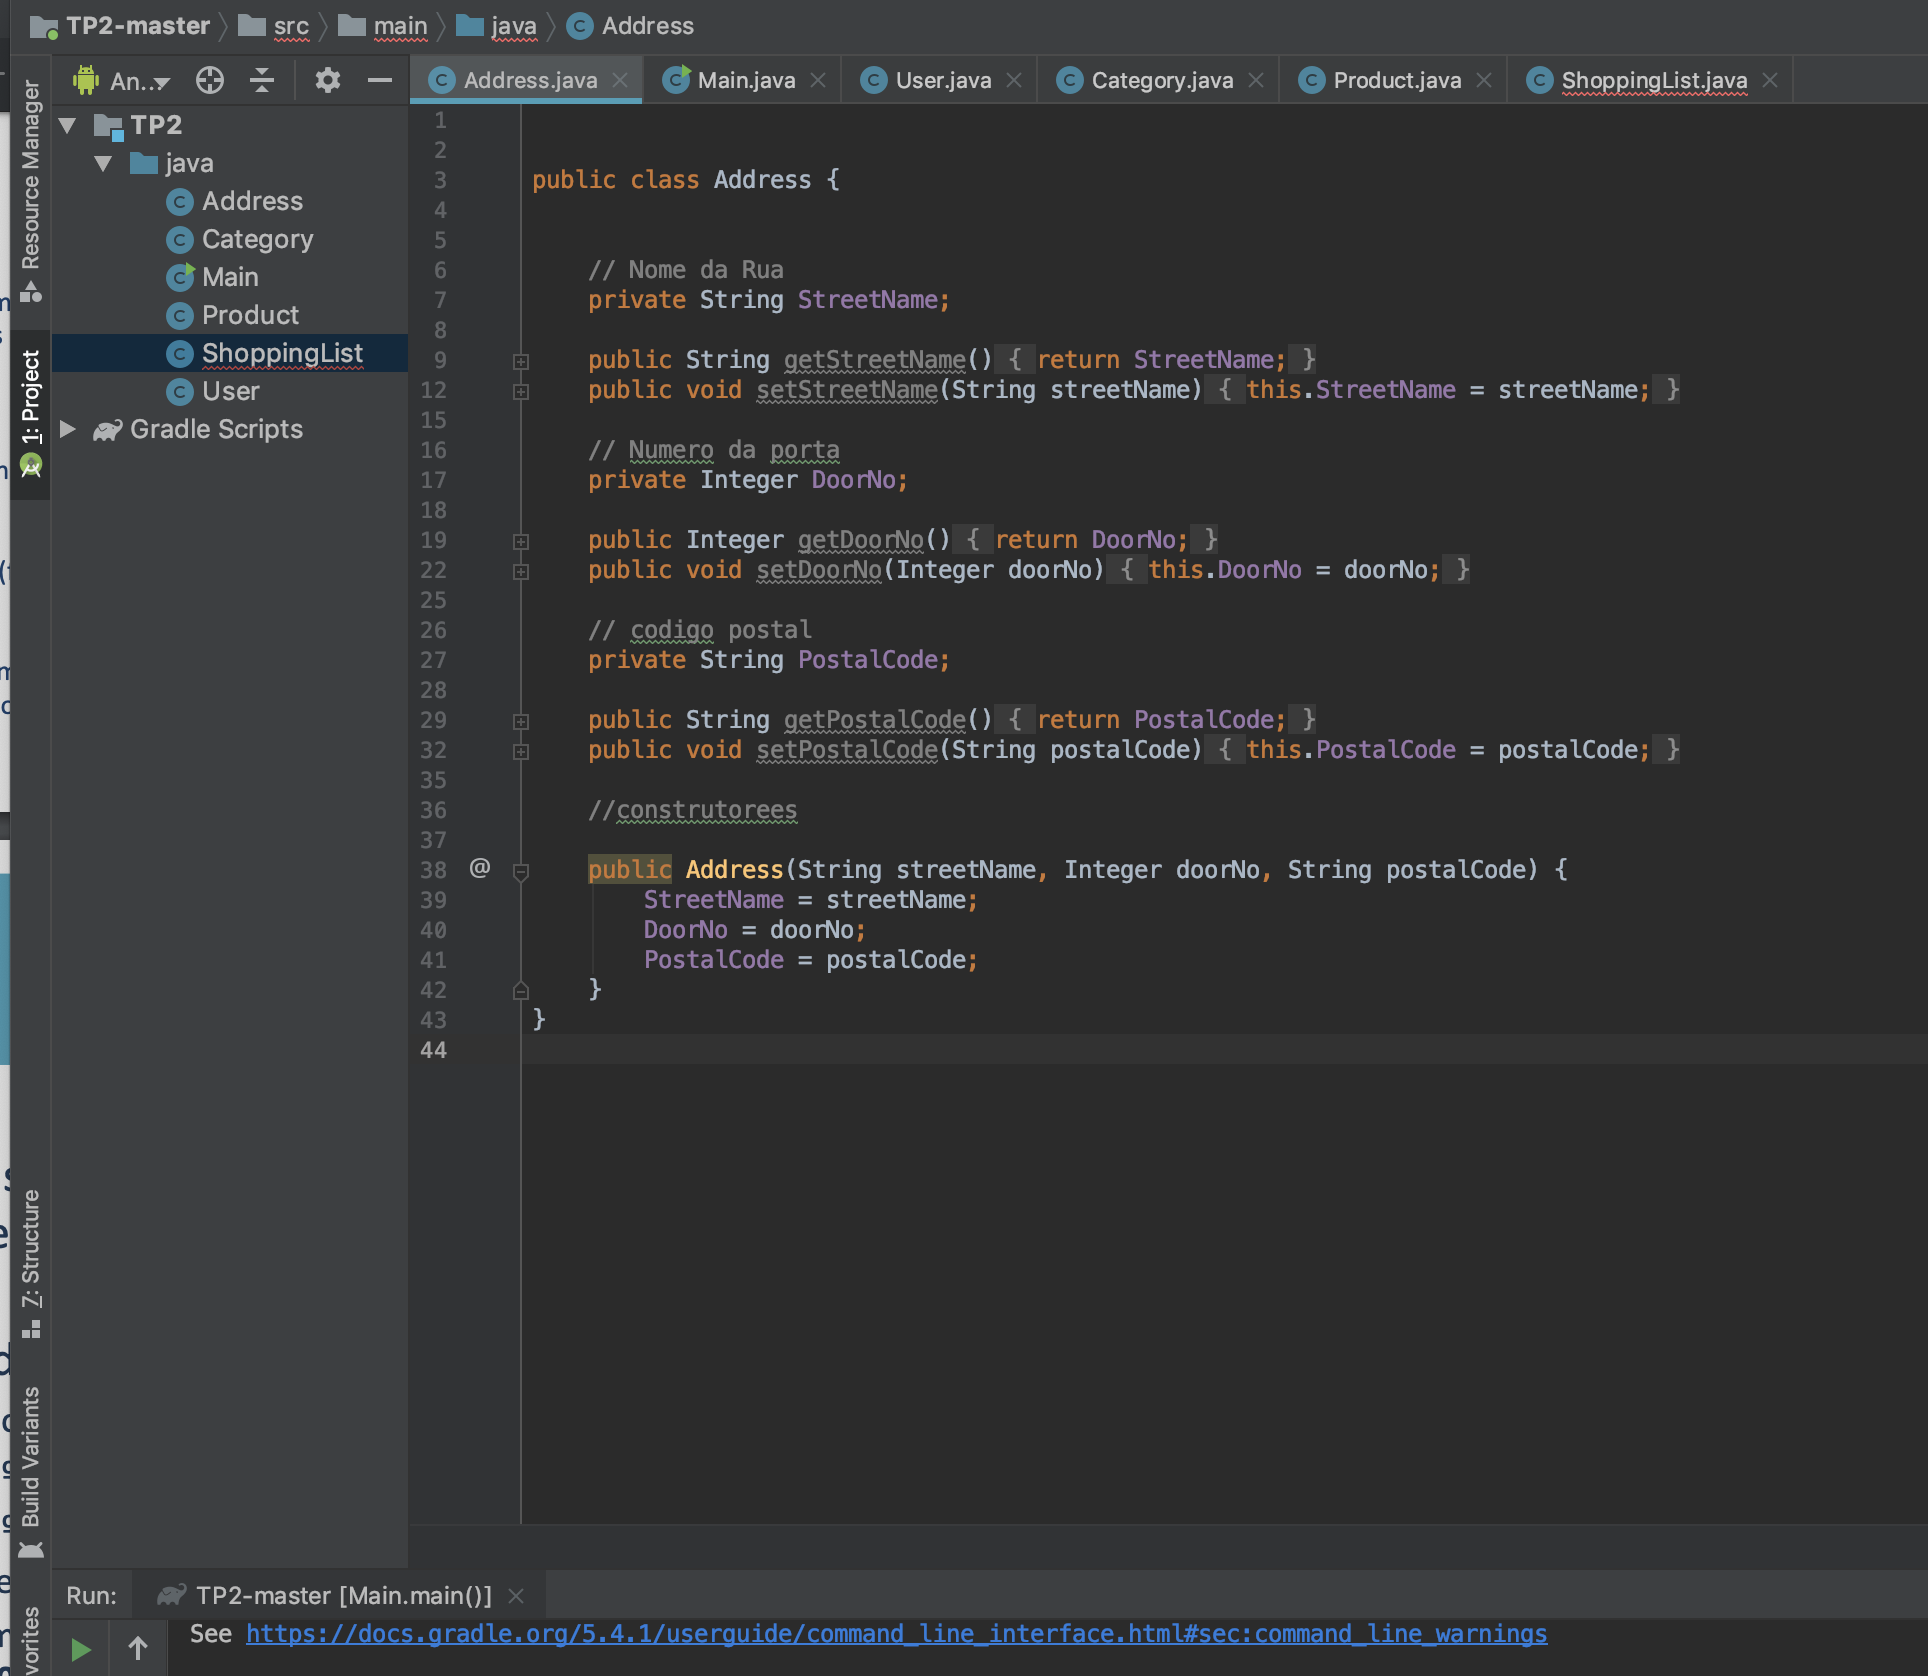 TP2-master src main java Address
An... Address.java Main.java User.java Category.java Product.java ShoppingList.java
Resource Manager
1: Project
7: Structure
Build Variants
vorites
TP2
java
Address
Category
Main
Product
ShoppingList
User
Gradle Scripts
1
2
3 public class Address {
4
5
6 // Nome da Rua
7 private String StreetName;
8
9 public String getStreetName() { return StreetName; }
12 public void setStreetName(String streetName) { this.StreetName = streetName; }
15
16 // Numero da porta
17 private Integer DoorNo;
18
19 public Integer getDoorNo() { return DoorNo; }
22 public void setDoorNo(Integer doorNo) { this.DoorNo = doorNo; }
25
26 // codigo postal
27 private String PostalCode;
28
29 public String getPostalCode() { return PostalCode; }
32 public void setPostalCode(String postalCode) { this.PostalCode = postalCode; }
35
36 //construtorees
37
38 @ public Address(String streetName, Integer doorNo, String postalCode) {
39 StreetName = streetName;
40 DoorNo = doorNo;
41 PostalCode = postalCode;
42 }
43 }
44
Run: TP2-master [Main.main()]
See https://docs.gradle.org/5.4.1/userguide/command_line_interface.html#sec:command_line_warnings